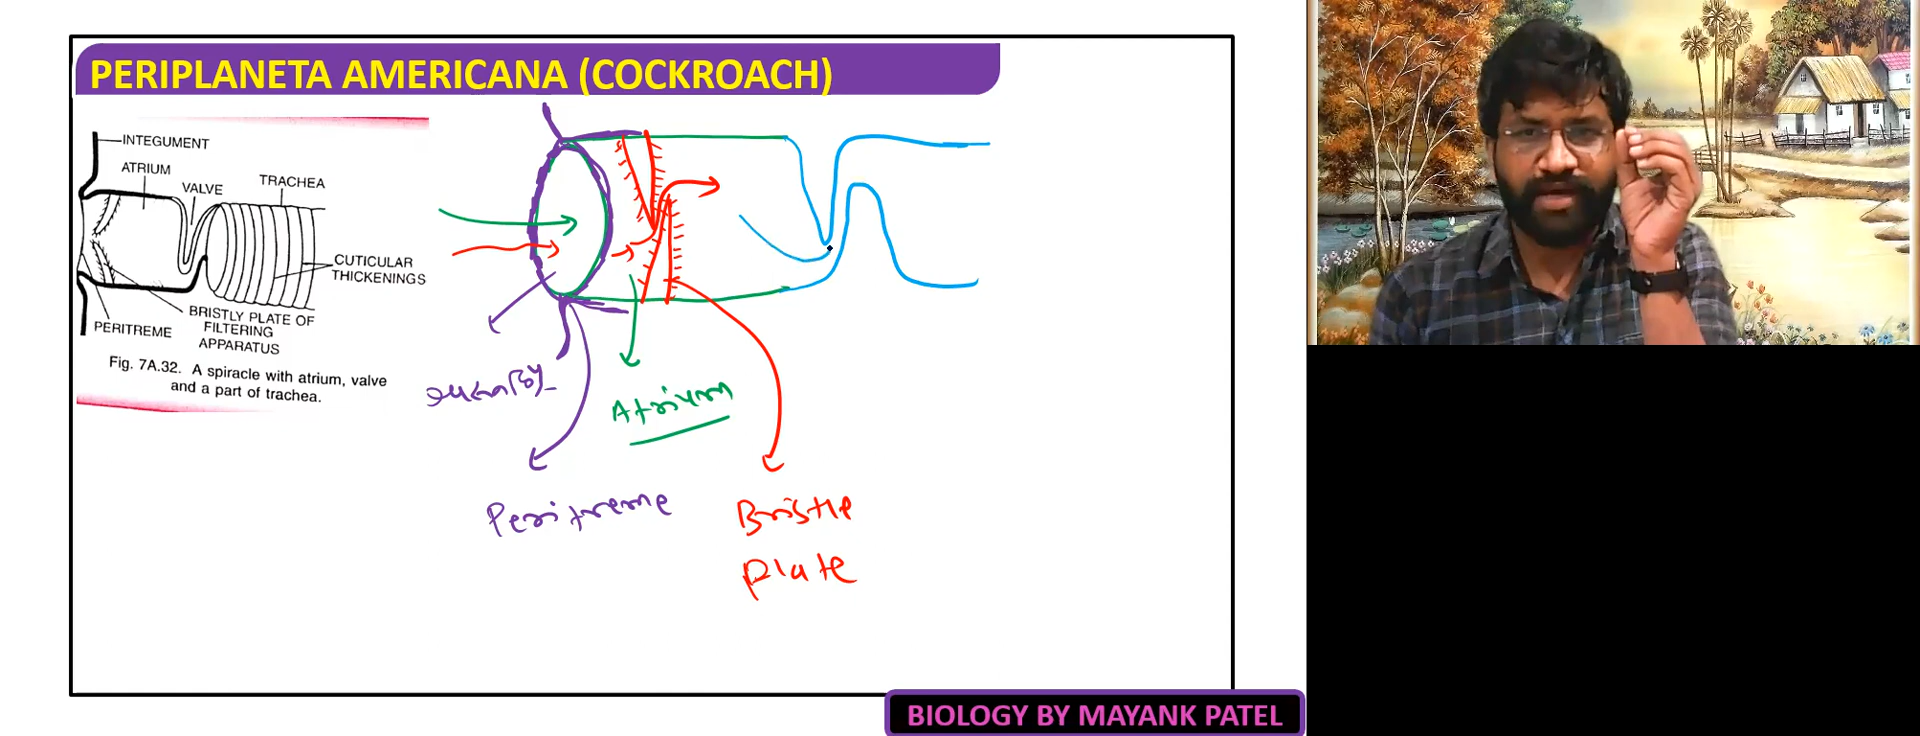 PERIPLANETA AMERICANA (COCKROACH)
INTEGUMENT
ATRIUM
VALVE
TRACHEA
CUTICULAR
THICKENINGS
BRISTLY PLATE OF
FILTERING
APPARATUS
PERITREME
Fig. 7A.32. A spiracle with atrium, valve
and a part of trachea.
Atrium
Peritreme
Bristle
Plate
BIOLOGY BY MAYANK PATEL